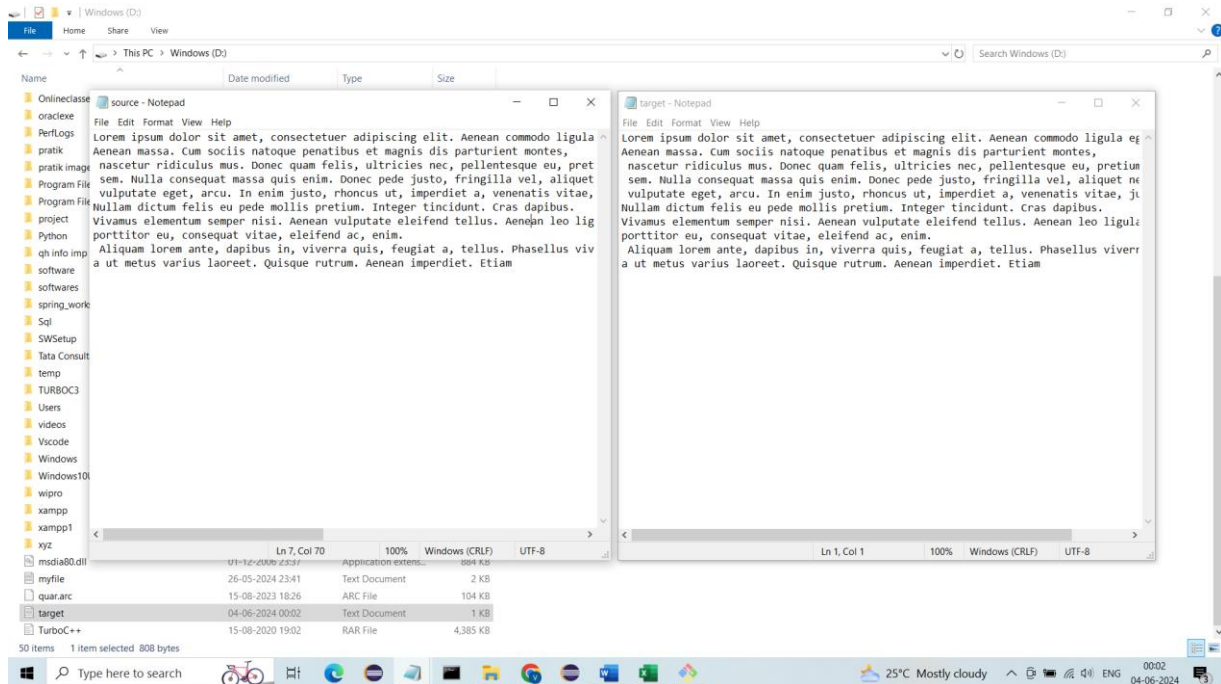 Windows (D:)
File Home Share View
This PC > Windows (D:) Search Windows (D:)
Name Date modified Type Size
Onlineclasse
oraclexe
PerfLogs
pratik
pratik image
Program File
Program File
project
Python
qh info imp
software
softwares
spring_work
Sql
SWSetup
Tata Consult
temp
TURBOC3
Users
videos
Vscode
Windows
Windows10U
wipro
xampp
xampp1
xyz
msdia80.dll 01-12-2006 23:37 Application extens... 884 KB
myfile 26-05-2024 23:41 Text Document 2 KB
quar.arc 15-08-2023 18:26 ARC File 104 KB
target 04-06-2024 00:02 Text Document 1 KB
TurboC++ 15-08-2020 19:02 RAR File 4,385 KB
50 items 1 item selected 808 bytes
source - Notepad
File Edit Format View Help
Lorem ipsum dolor sit amet, consectetuer adipiscing elit. Aenean commodo ligula
Aenean massa. Cum sociis natoque penatibus et magnis dis parturient montes,
nascetur ridiculus mus. Donec quam felis, ultricies nec, pellentesque eu, pret
sem. Nulla consequat massa quis enim. Donec pede justo, fringilla vel, aliquet
vulputate eget, arcu. In enim justo, rhoncus ut, imperdiet a, venenatis vitae,
Nullam dictum felis eu pede mollis pretium. Integer tincidunt. Cras dapibus.
Vivamus elementum semper nisi. Aenean vulputate eleifend tellus. Aenean leo lig
porttitor eu, consequat vitae, eleifend ac, enim.
Aliquam lorem ante, dapibus in, viverra quis, feugiat a, tellus. Phasellus viv
a ut metus varius laoreet. Quisque rutrum. Aenean imperdiet. Etiam
Ln 7, Col 70 100% Windows (CRLF) UTF-8
target - Notepad
File Edit Format View Help
Lorem ipsum dolor sit amet, consectetuer adipiscing elit. Aenean commodo ligula eg
Aenean massa. Cum sociis natoque penatibus et magnis dis parturient montes,
nascetur ridiculus mus. Donec quam felis, ultricies nec, pellentesque eu, pretium
sem. Nulla consequat massa quis enim. Donec pede justo, fringilla vel, aliquet ne
vulputate eget, arcu. In enim justo, rhoncus ut, imperdiet a, venenatis vitae, ju
Nullam dictum felis eu pede mollis pretium. Integer tincidunt. Cras dapibus.
Vivamus elementum semper nisi. Aenean vulputate eleifend tellus. Aenean leo ligula
porttitor eu, consequat vitae, eleifend ac, enim.
Aliquam lorem ante, dapibus in, viverra quis, feugiat a, tellus. Phasellus viverr
a ut metus varius laoreet. Quisque rutrum. Aenean imperdiet. Etiam
Ln 1, Col 1 100% Windows (CRLF) UTF-8
Type here to search 25°C Mostly cloudy ENG 00:02
04-06-2024